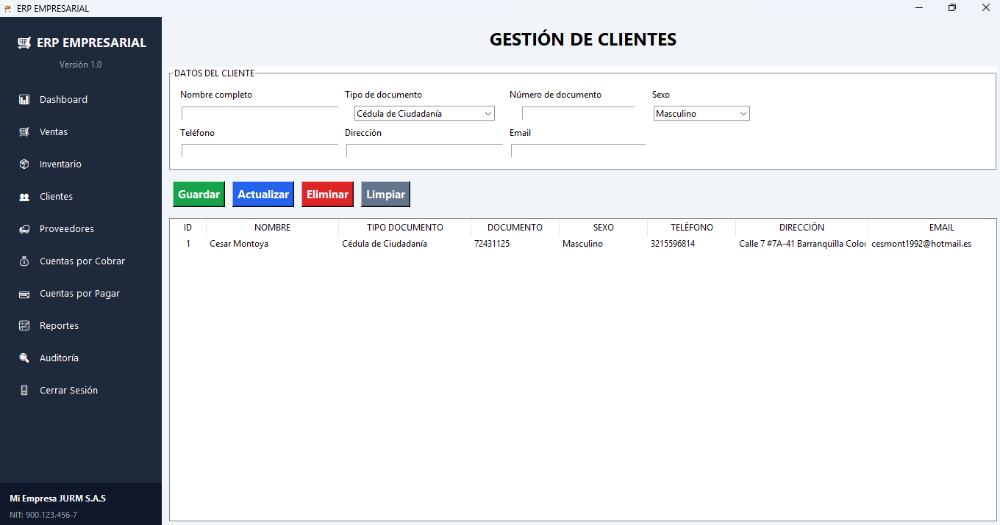 ERP EMPRESARIAL
ERP EMPRESARIAL
Versión 1.0
Dashboard
Ventas
Inventario
Clientes
Proveedores
Cuentas por Cobrar
Cuentas por Pagar
Reportes
Auditoría
Cerrar Sesión
Mi Empresa JURM S.A.S
NIT: 900.123.456-7
GESTIÓN DE CLIENTES
DATOS DEL CLIENTE
Nombre completo Tipo de documento Número de documento Sexo
Cédula de Ciudadanía Masculino
Teléfono Dirección Email
Guardar Actualizar Eliminar Limpiar
ID NOMBRE TIPO DOCUMENTO DOCUMENTO SEXO TELÉFONO DIRECCIÓN EMAIL
1 Cesar Montoya Cédula de Ciudadanía 72431125 Masculino 3215596814 Calle 7 #7A-41 Barranquilla Color cesmont1992@hotmail.es